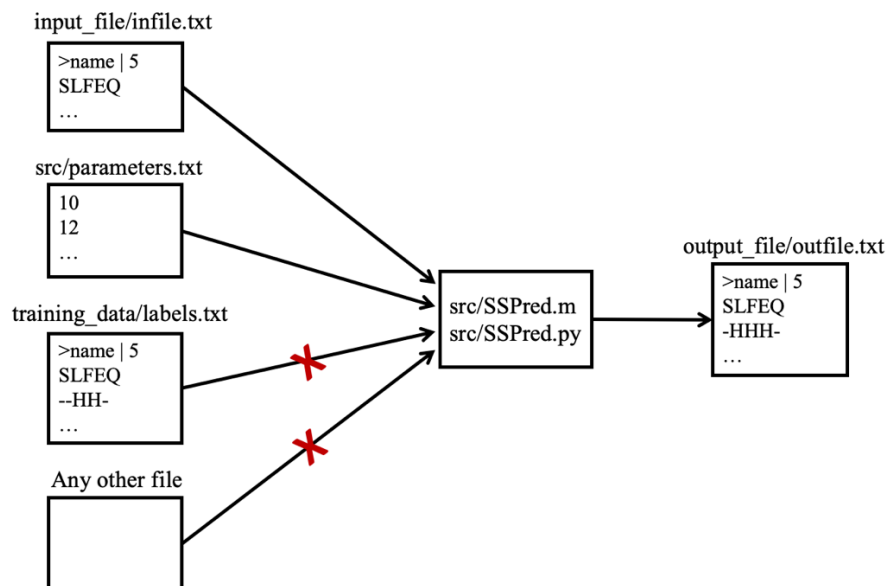 input_file/infile.txt
>name | 5
SLFEQ
…
src/parameters.txt
10
12
…
training_data/labels.txt
>name | 5
SLFEQ
--HH-
…
Any other file
src/SSPred.m
src/SSPred.py
output_file/outfile.txt
>name | 5
SLFEQ
-HHH-
…